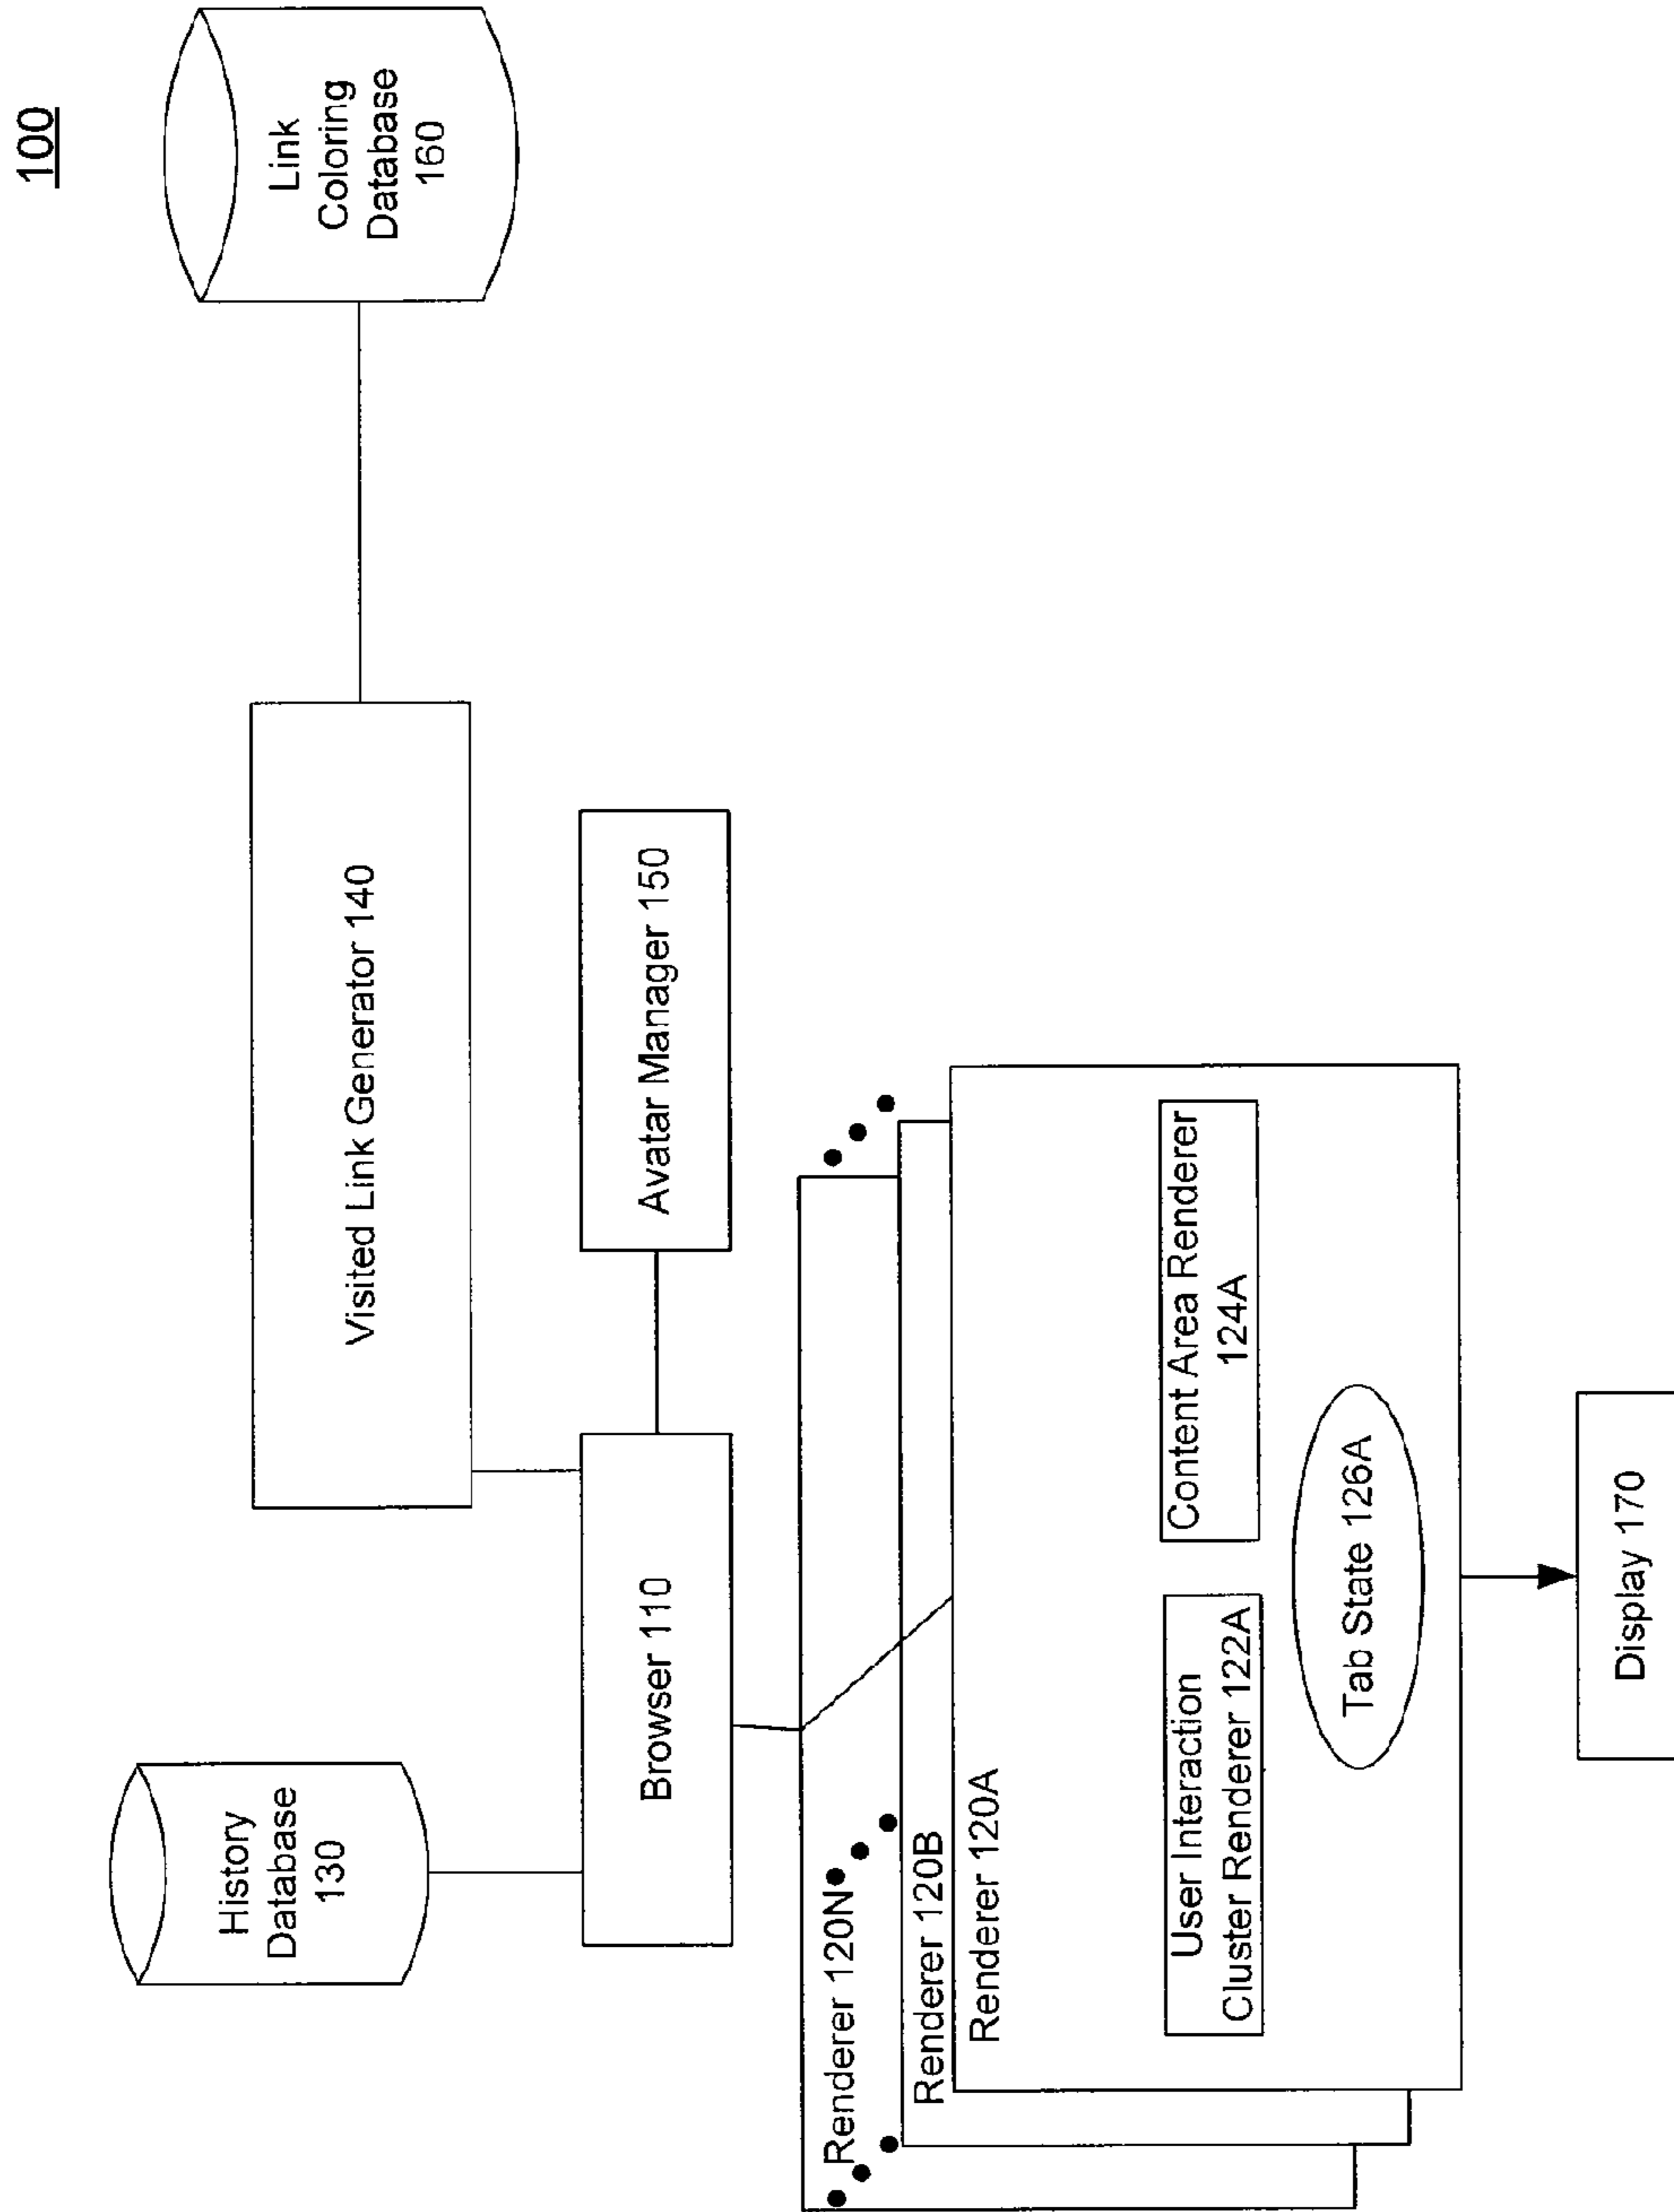 100
History
Database
130
Visited Link Generator 140
Link
Coloring
Database
160
Browser 110
Avatar Manager 150
Renderer 120N
Renderer 120B
Renderer 120A
User Interaction
Cluster Renderer 122A
Content Area Renderer
124A
Tab State 126A
Display 170